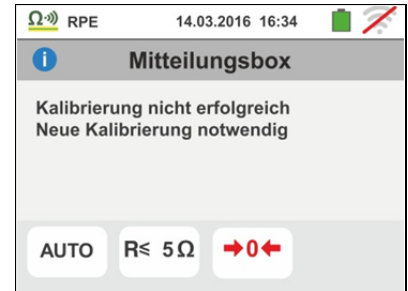 Ω·)) RPE 14.03.2016 16:34
i Mitteilungsbox
Kalibrierung nicht erfolgreich
Neue Kalibrierung notwendig
AUTO R≤ 5Ω →0←